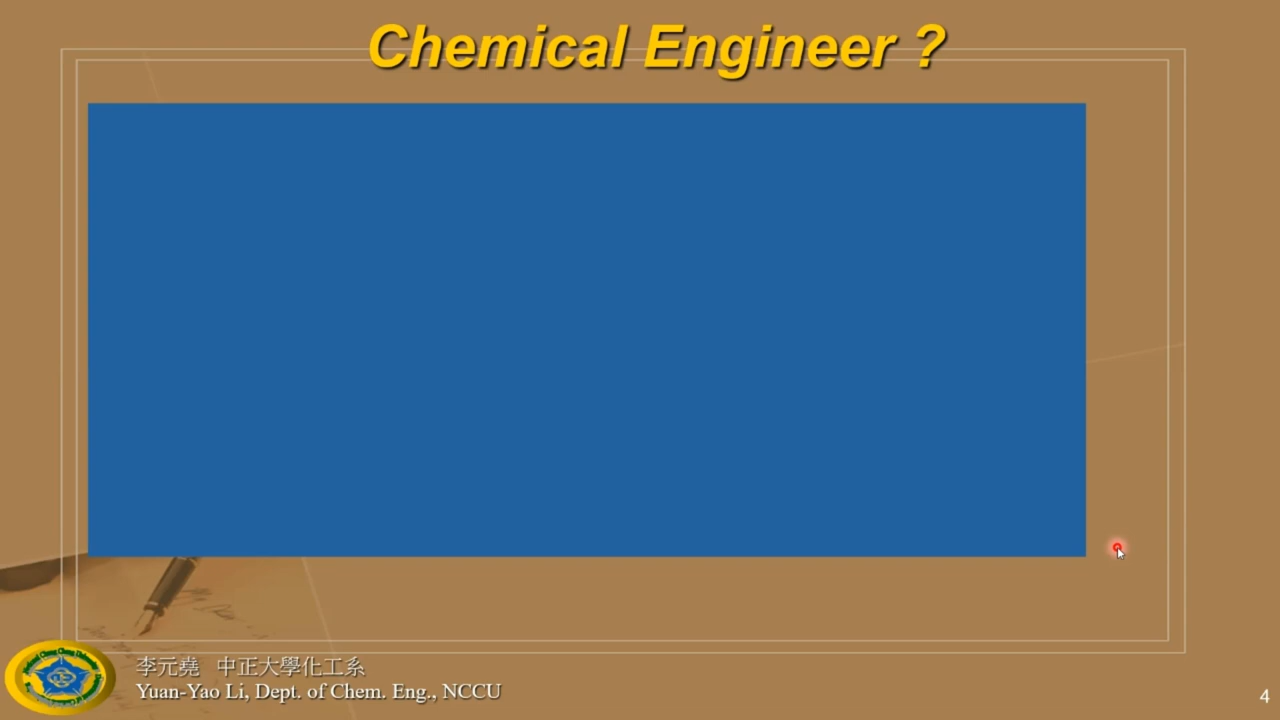 Chemical Engineer ?
李元堯 中正大學化工系
Yuan-Yao Li, Dept. of Chem. Eng., NCCU
4